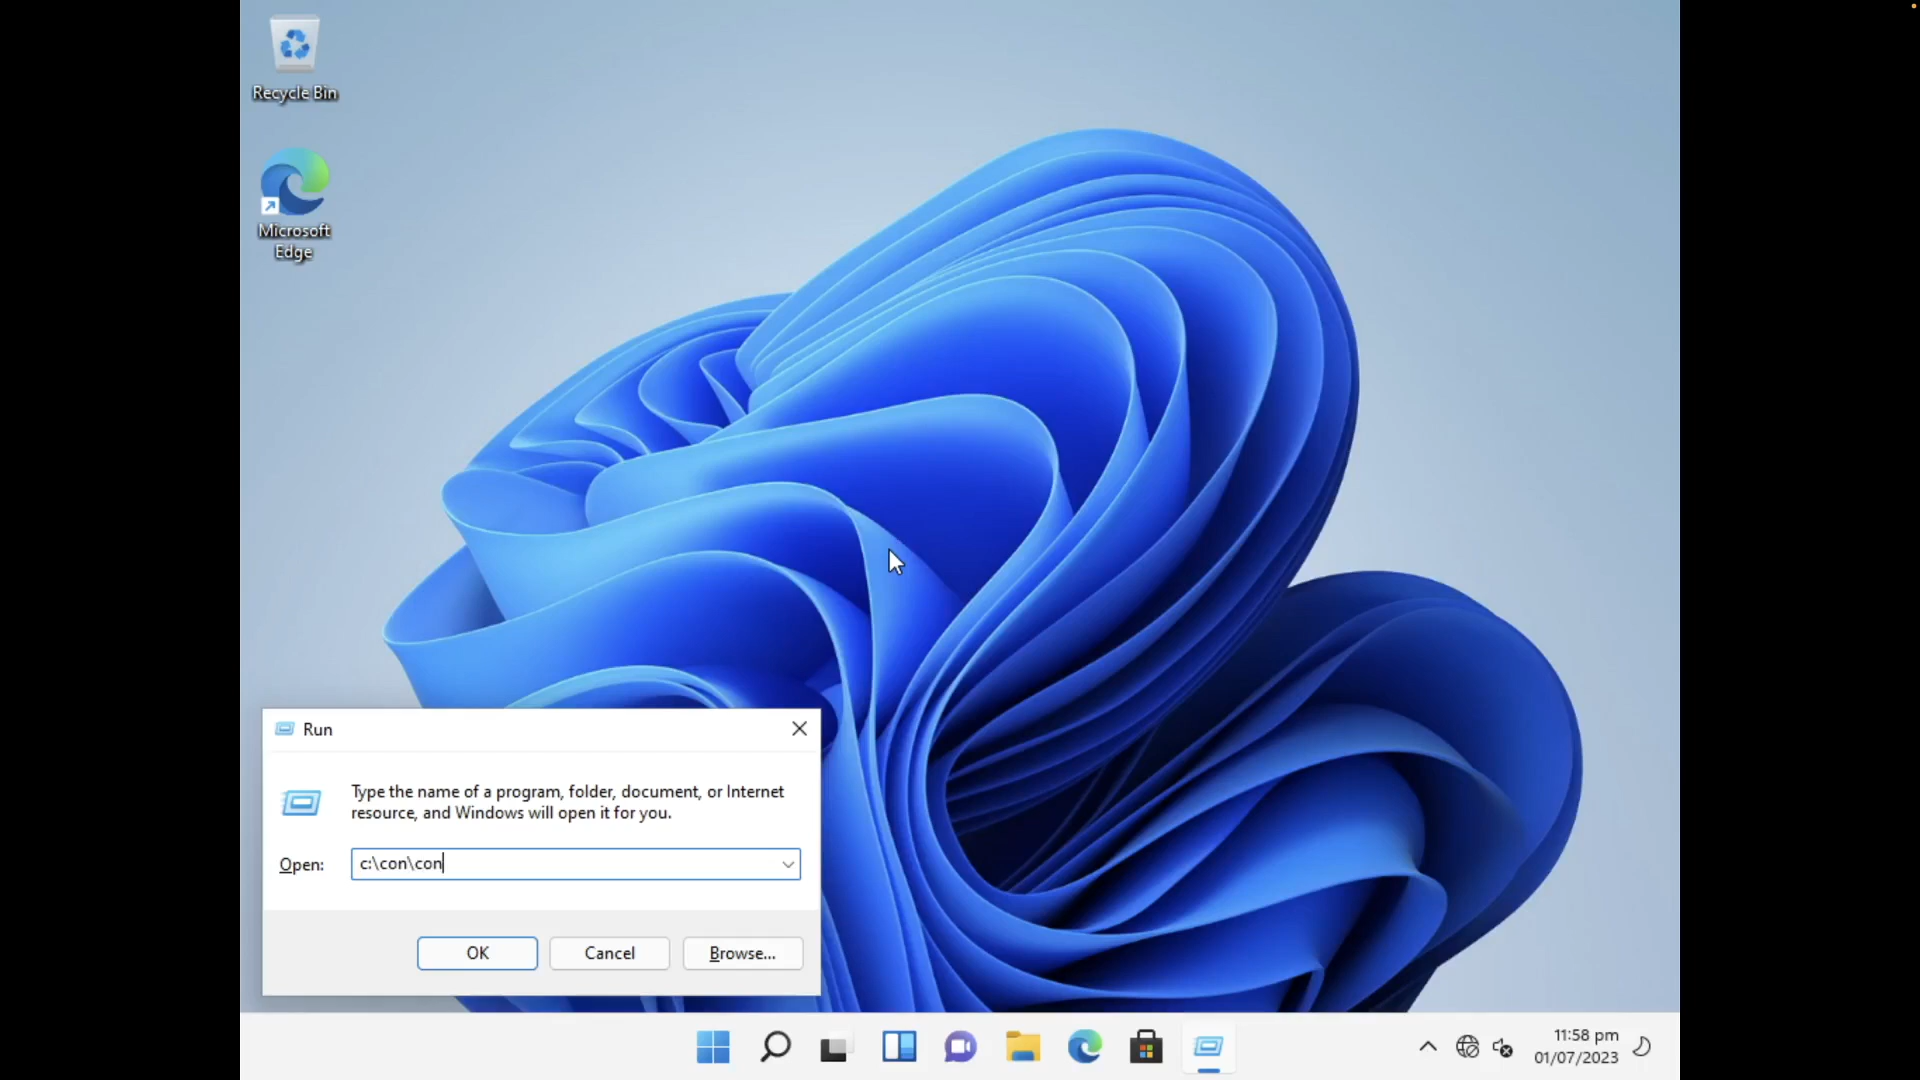 Recycle Bin
Microsoft
Edge
Run
Type the name of a program, folder, document, or Internet
resource, and Windows will open it for you.
Open:
c:\con\con
OK
Cancel
Browse...
11:58 pm
01/07/2023